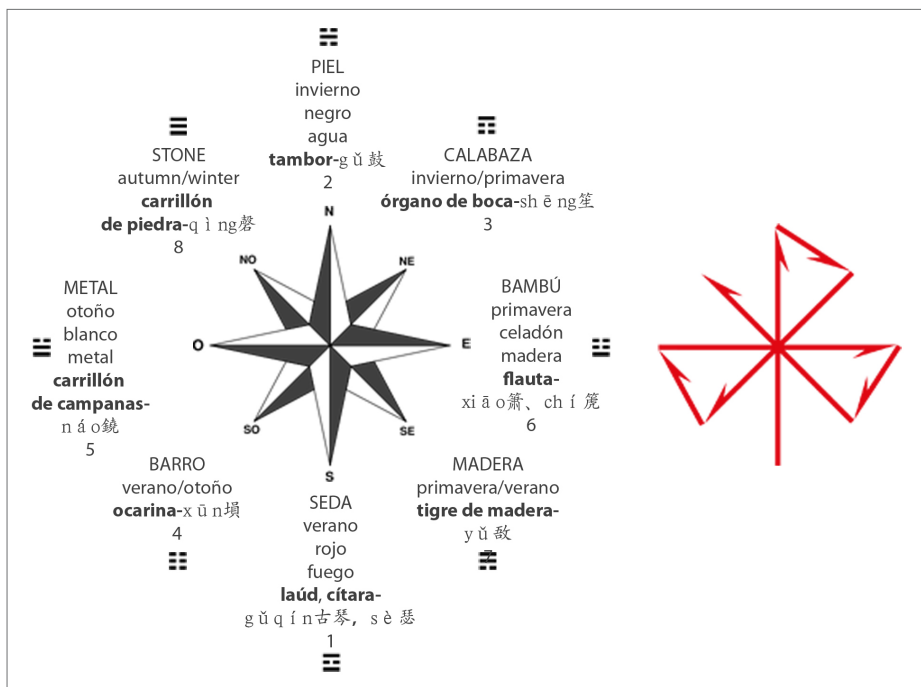 PIEL
invierno
negro
agua
tambor-gǔ鼓
2
STONE
autumn/winter
carrillón
de piedra-qìng磬
8
CALABAZA
invierno/primavera
órgano de boca-shēng笙
3
METAL
otoño
blanco
metal
carrillón
de campanas-
náo鐃
5
N
NO
NE
O
E
SO
SE
S
BAMBÚ
primavera
celadón
madera
flauta-
xiāo簫、chí篪
6
BARRO
verano/otoño
ocarina-xūn塤
4
SEDA
verano
rojo
fuego
laúd, cítara-
gǔqín古琴，sè瑟
1
MADERA
primavera/verano
tigre de madera-
yǔ敔
7